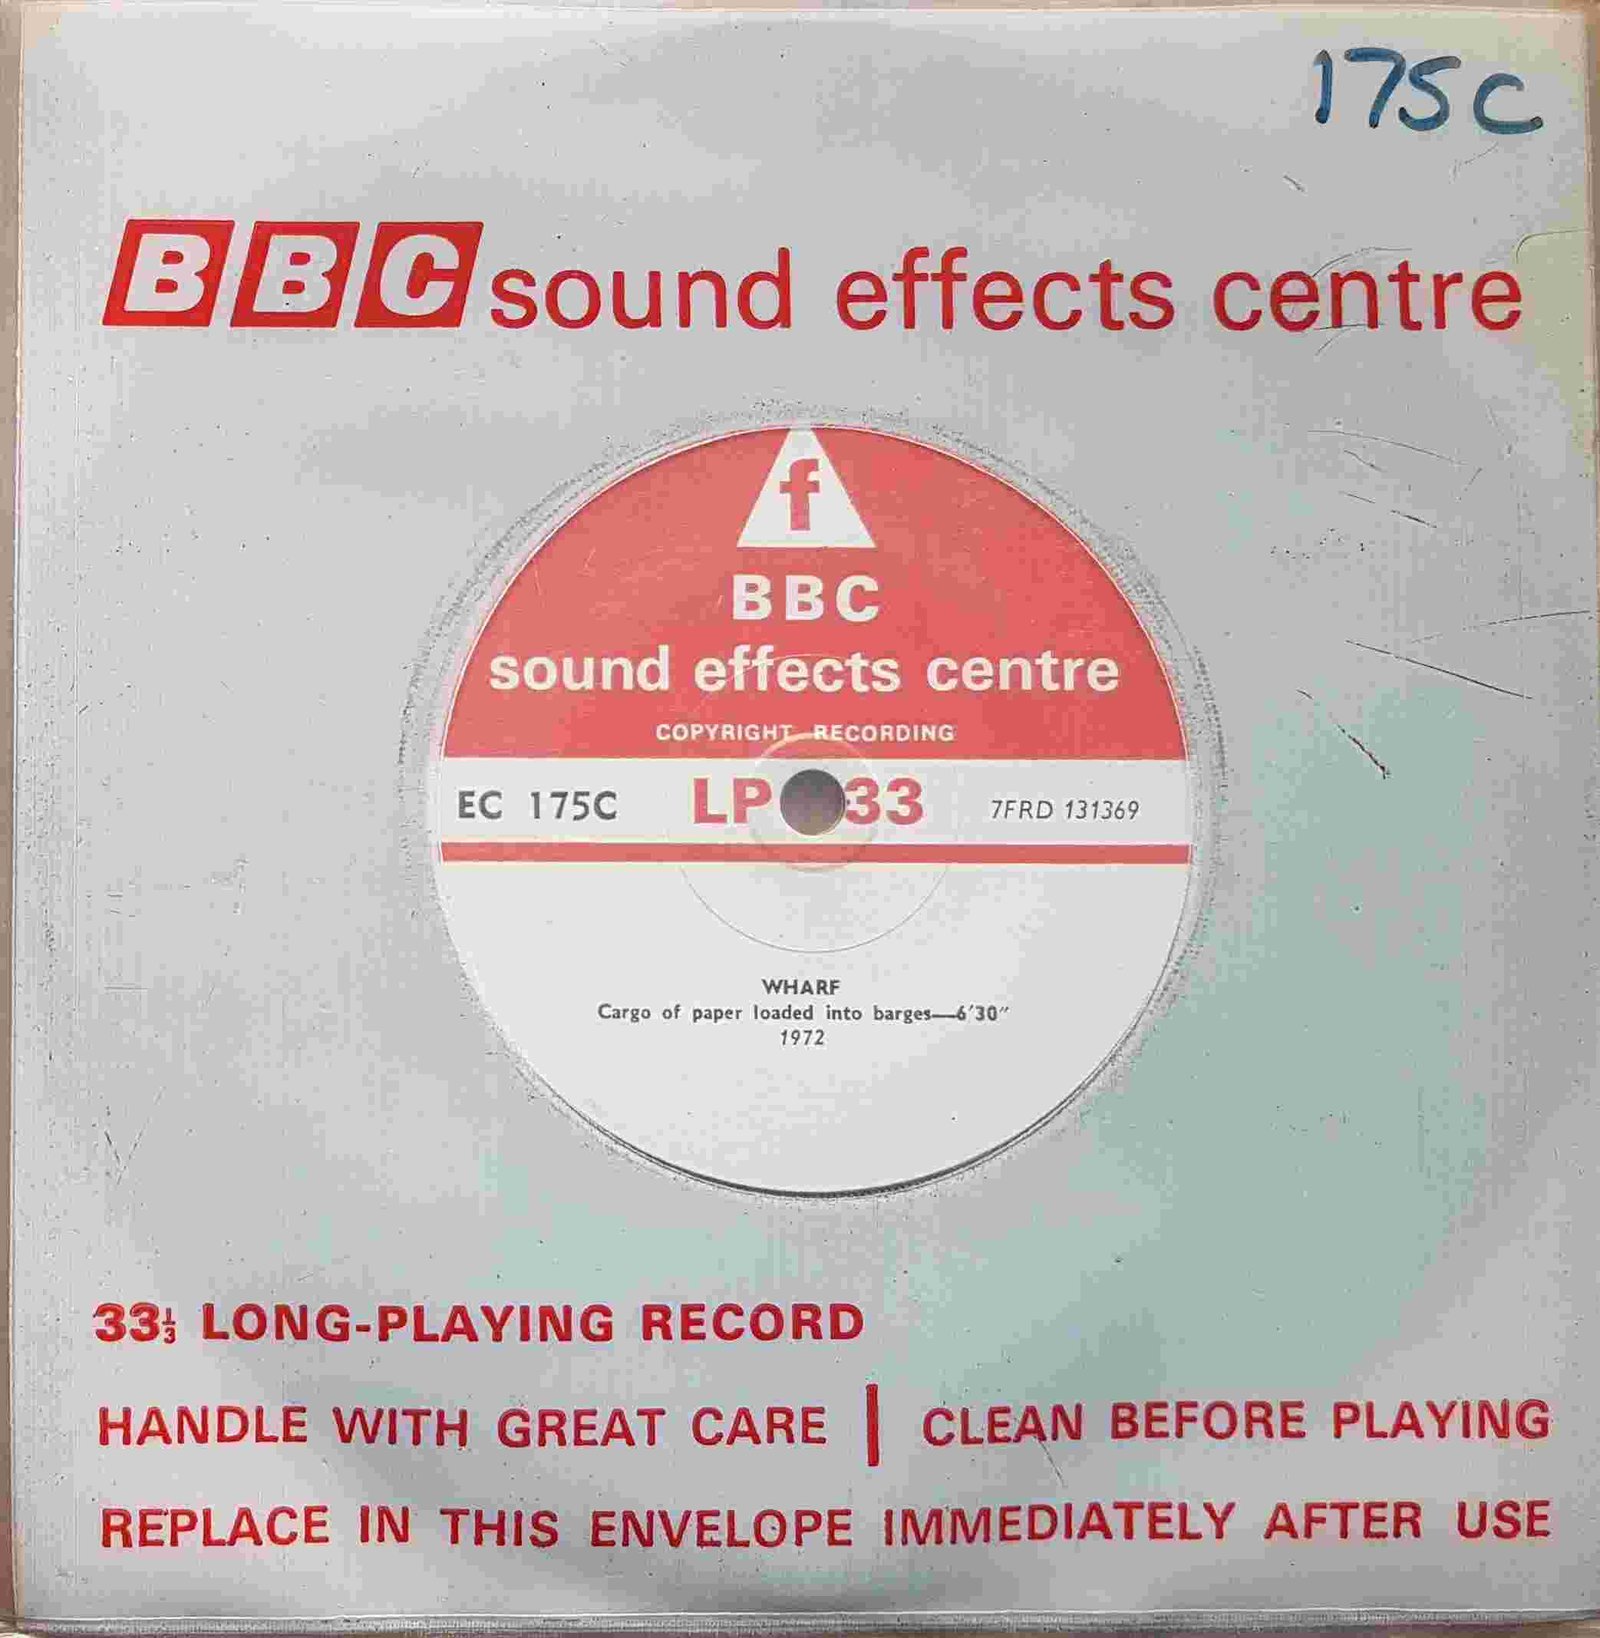 175C
BBC sound effects centre
f
BBC
sound effects centre
COPYRIGHT RECORDING
EC 175C LP 33 7FRD 131369
WHARF
Cargo of paper loaded into barges—6'30"
1972
33⅓ LONG-PLAYING RECORD
HANDLE WITH GREAT CARE | CLEAN BEFORE PLAYING
REPLACE IN THIS ENVELOPE IMMEDIATELY AFTER USE